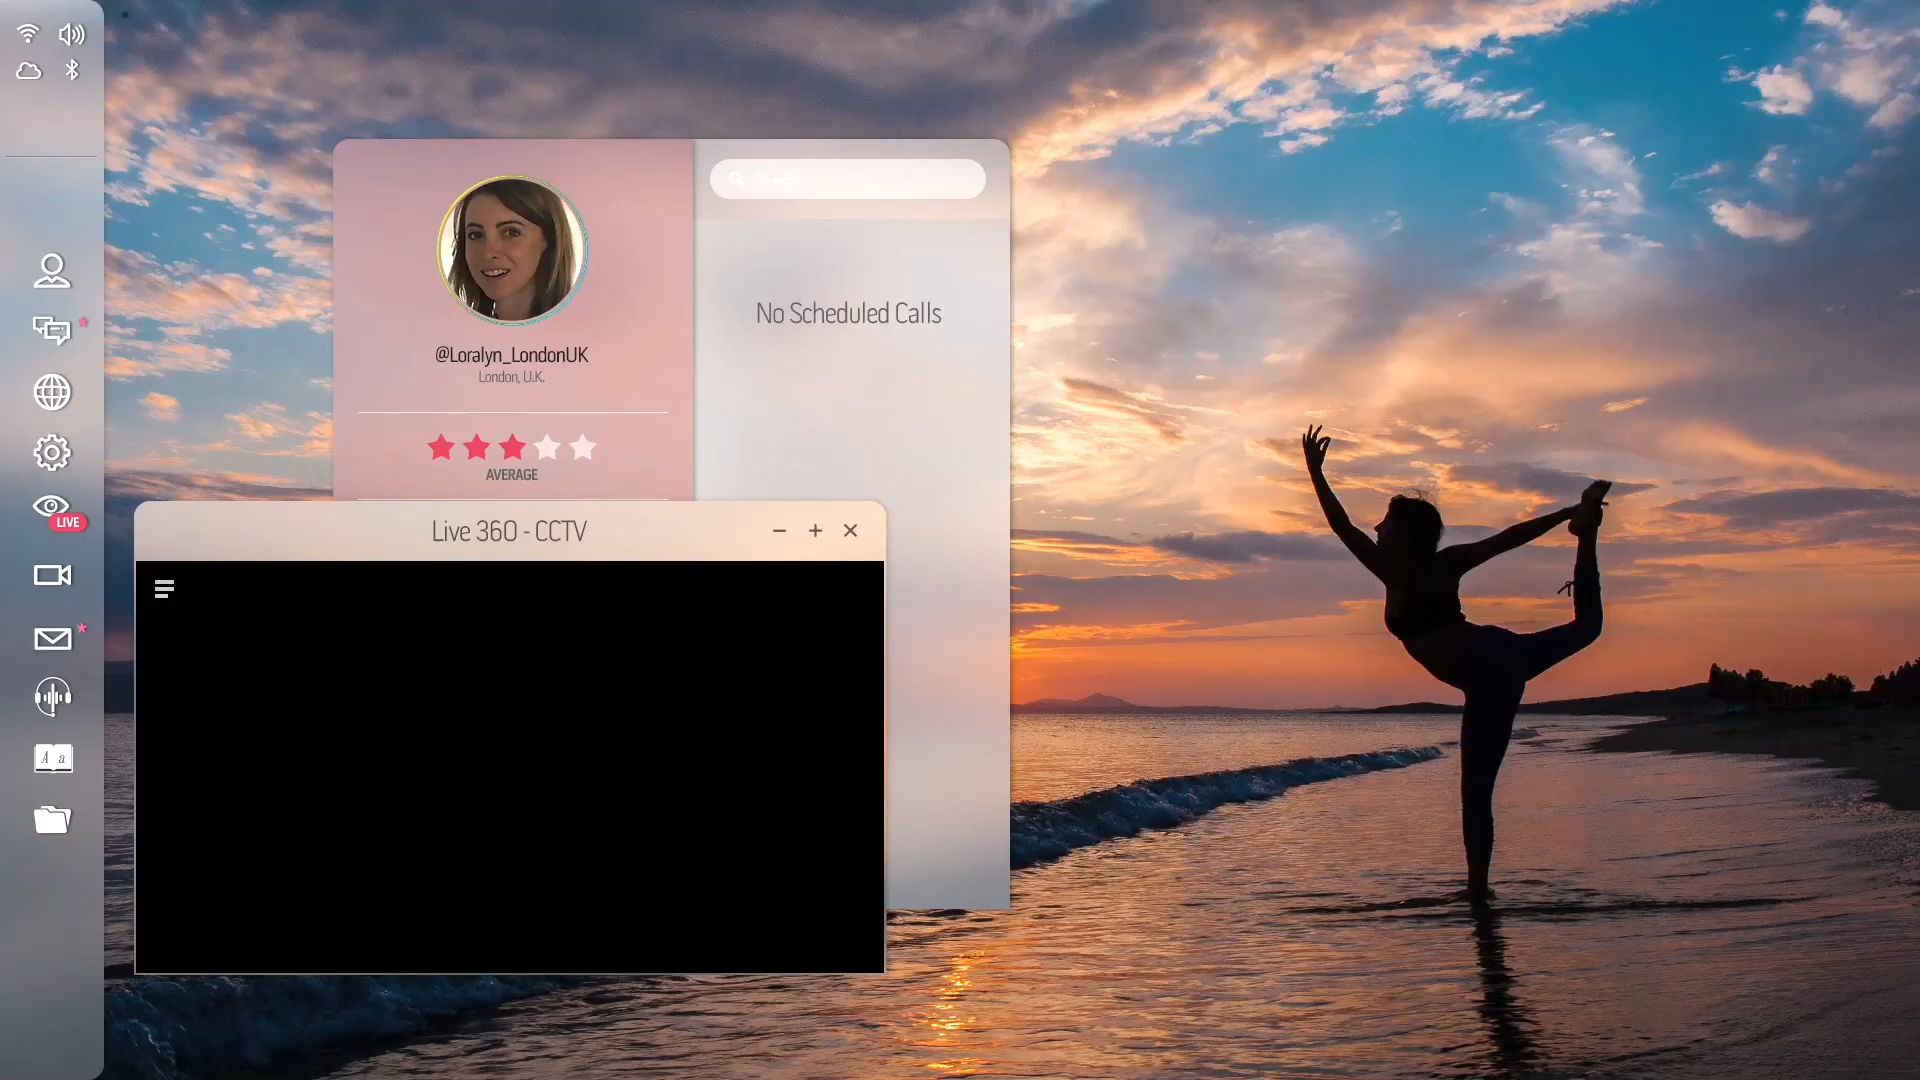 No Scheduled Calls
@Loralyn_LondonUK
London, U.K.
AVERAGE
LIVE
Live 360 - CCTV
A a